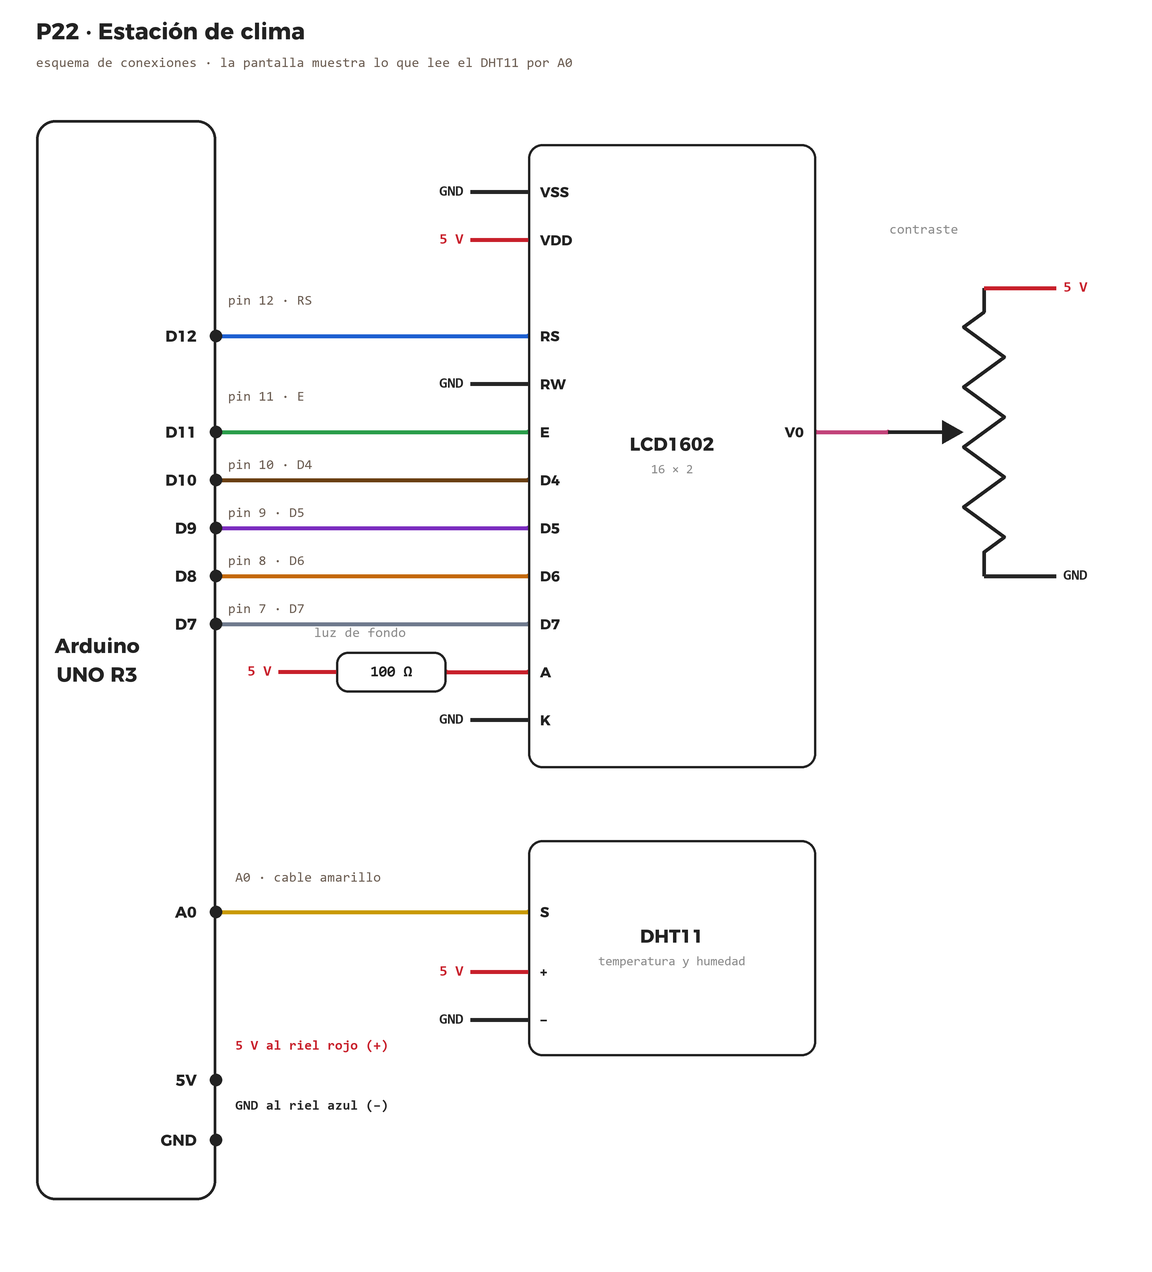 P22 · Estación de clima
esquema de conexiones · la pantalla muestra lo que lee el DHT11 por A0
GND
VSS
5 V
VDD
contraste
5 V
pin 12 · RS
D12
RS
GND
RW
pin 11 · E
D11
E
V0
LCD1602
16 × 2
pin 10 · D4
D10
D4
pin 9 · D5
D9
D5
pin 8 · D6
D8
D6
GND
pin 7 · D7
D7
D7
luz de fondo
Arduino
UNO R3
5 V
100 Ω
A
GND
K
A0 · cable amarillo
A0
S
DHT11
temperatura y humedad
5 V
+
GND
–
5 V al riel rojo (+)
5V
GND al riel azul (–)
GND